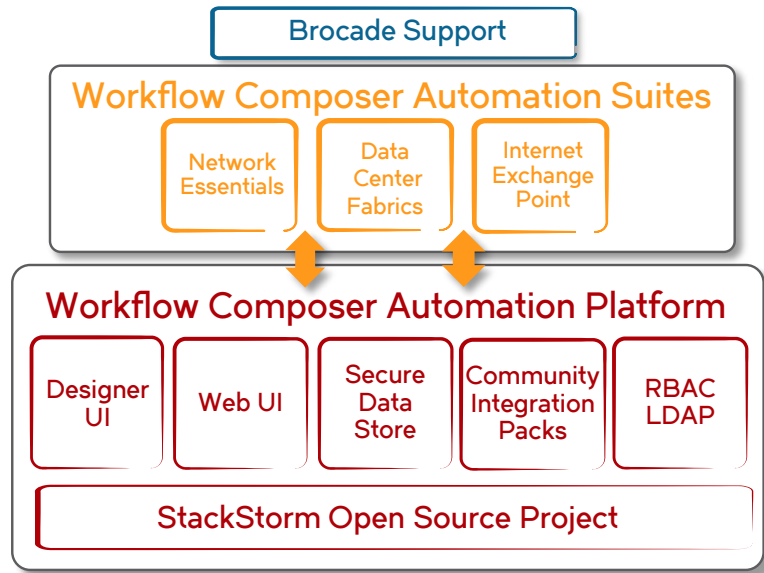 Brocade Support
Workflow Composer Automation Suites
Network
Essentials
Data
Center
Fabrics
Internet
Exchange
Point
Workflow Composer Automation Platform
Designer
UI
Web UI
Secure
Data
Store
Community
Integration
Packs
RBAC
LDAP
StackStorm Open Source Project